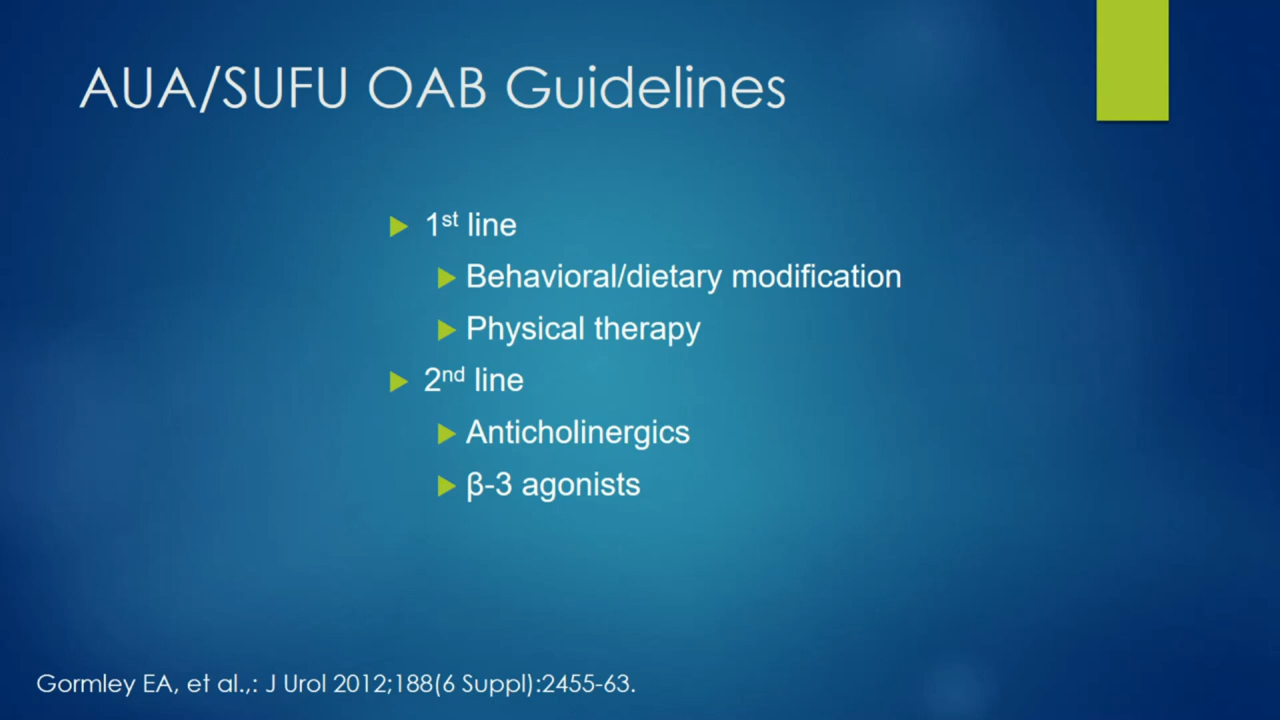 AUA/SUFU OAB Guidelines
1st line
Behavioral/dietary modification
Physical therapy
2nd line
Anticholinergics
β-3 agonists
Gormley EA, et al.,: J Urol 2012;188(6 Suppl):2455-63.